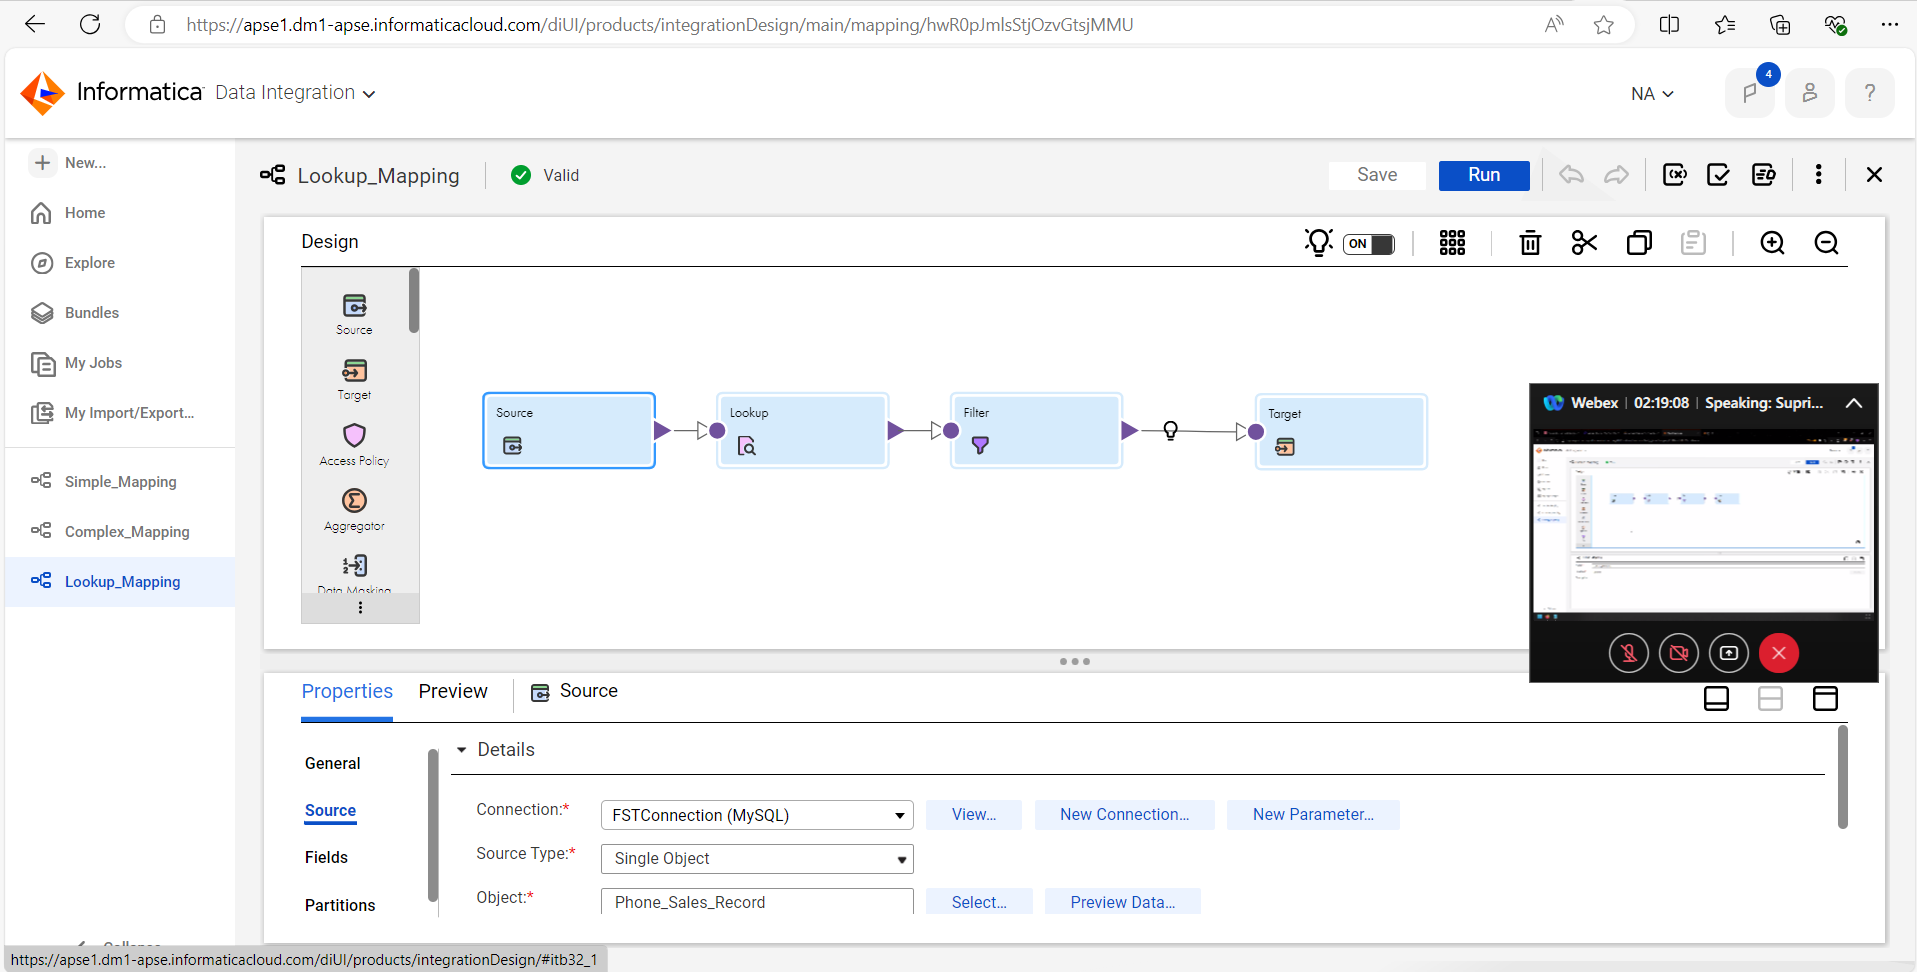 https://apse1.dm1-apse.informaticacloud.com/diUI/products/integrationDesign/main/mapping/hwR0pJmlsStjOzvGtsjMMU
Informatica Data Integration
NA
4
?
New...
Home
Explore
Bundles
My Jobs
My Import/Export...
Simple_Mapping
Complex_Mapping
Lookup_Mapping
Lookup_Mapping
Valid
Save
Run
Design
ON
Source
Target
Access Policy
Aggregator
Data Masking
Source
Lookup
Filter
Target
Webex | 02:19:08 | Speaking: Supri...
Properties
Preview
Source
General
Source
Fields
Partitions
Details
Connection:*
FSTConnection (MySQL)
View...
New Connection...
New Parameter...
Source Type:*
Single Object
Object:*
Phone_Sales_Record
Select...
Preview Data...
Collapse
https://apse1.dm1-apse.informaticacloud.com/diUI/products/integrationDesign/#itb32_1